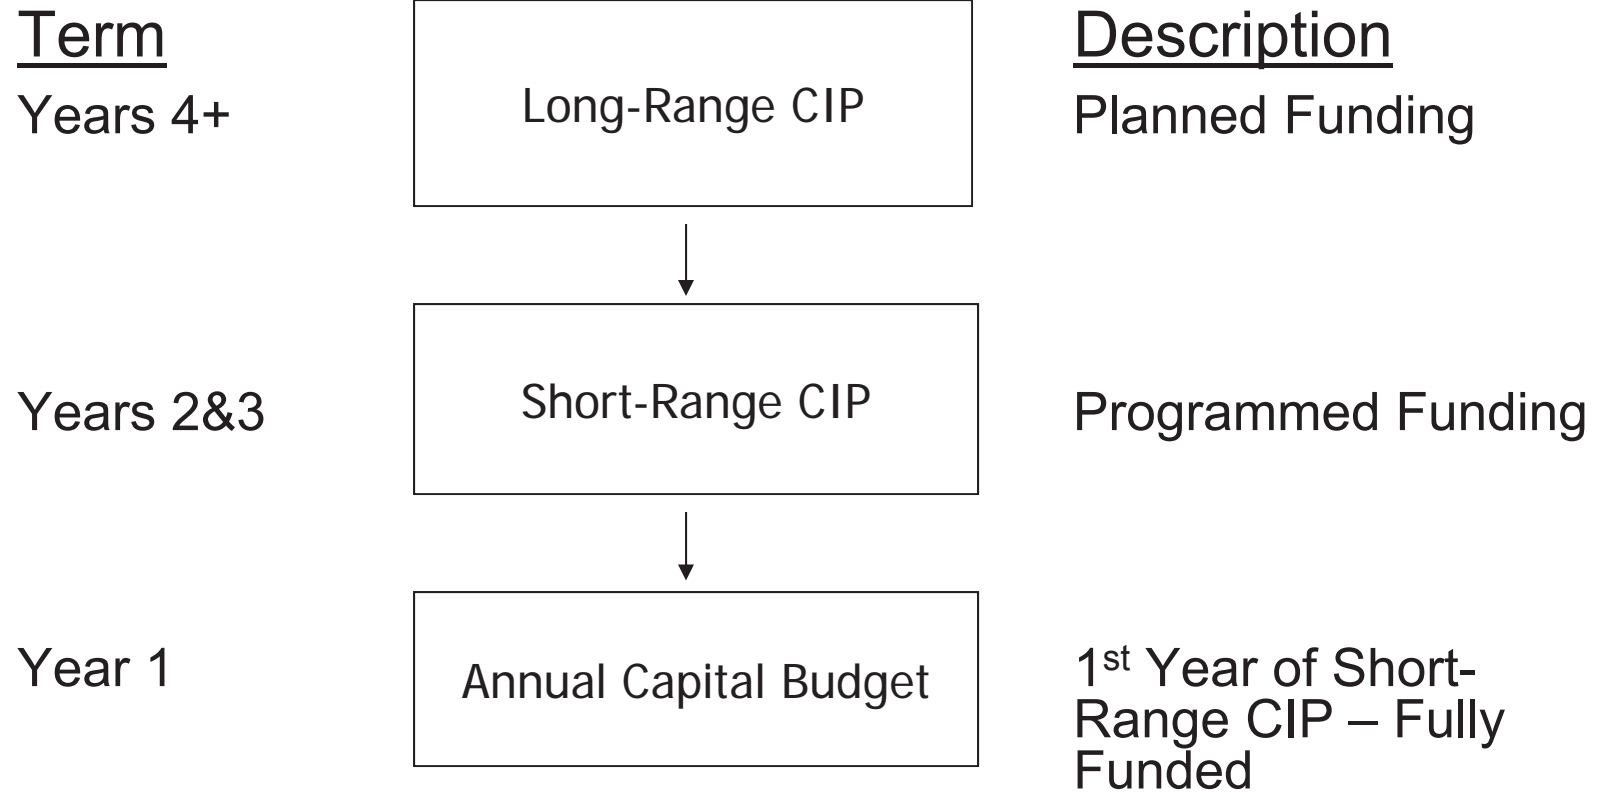 Term
Description
Years 4+
Long-Range CIP
Planned Funding
Years 2&3
Short-Range CIP
Programmed Funding
Year 1
Annual Capital Budget
1st Year of Short-
Range CIP – Fully
Funded